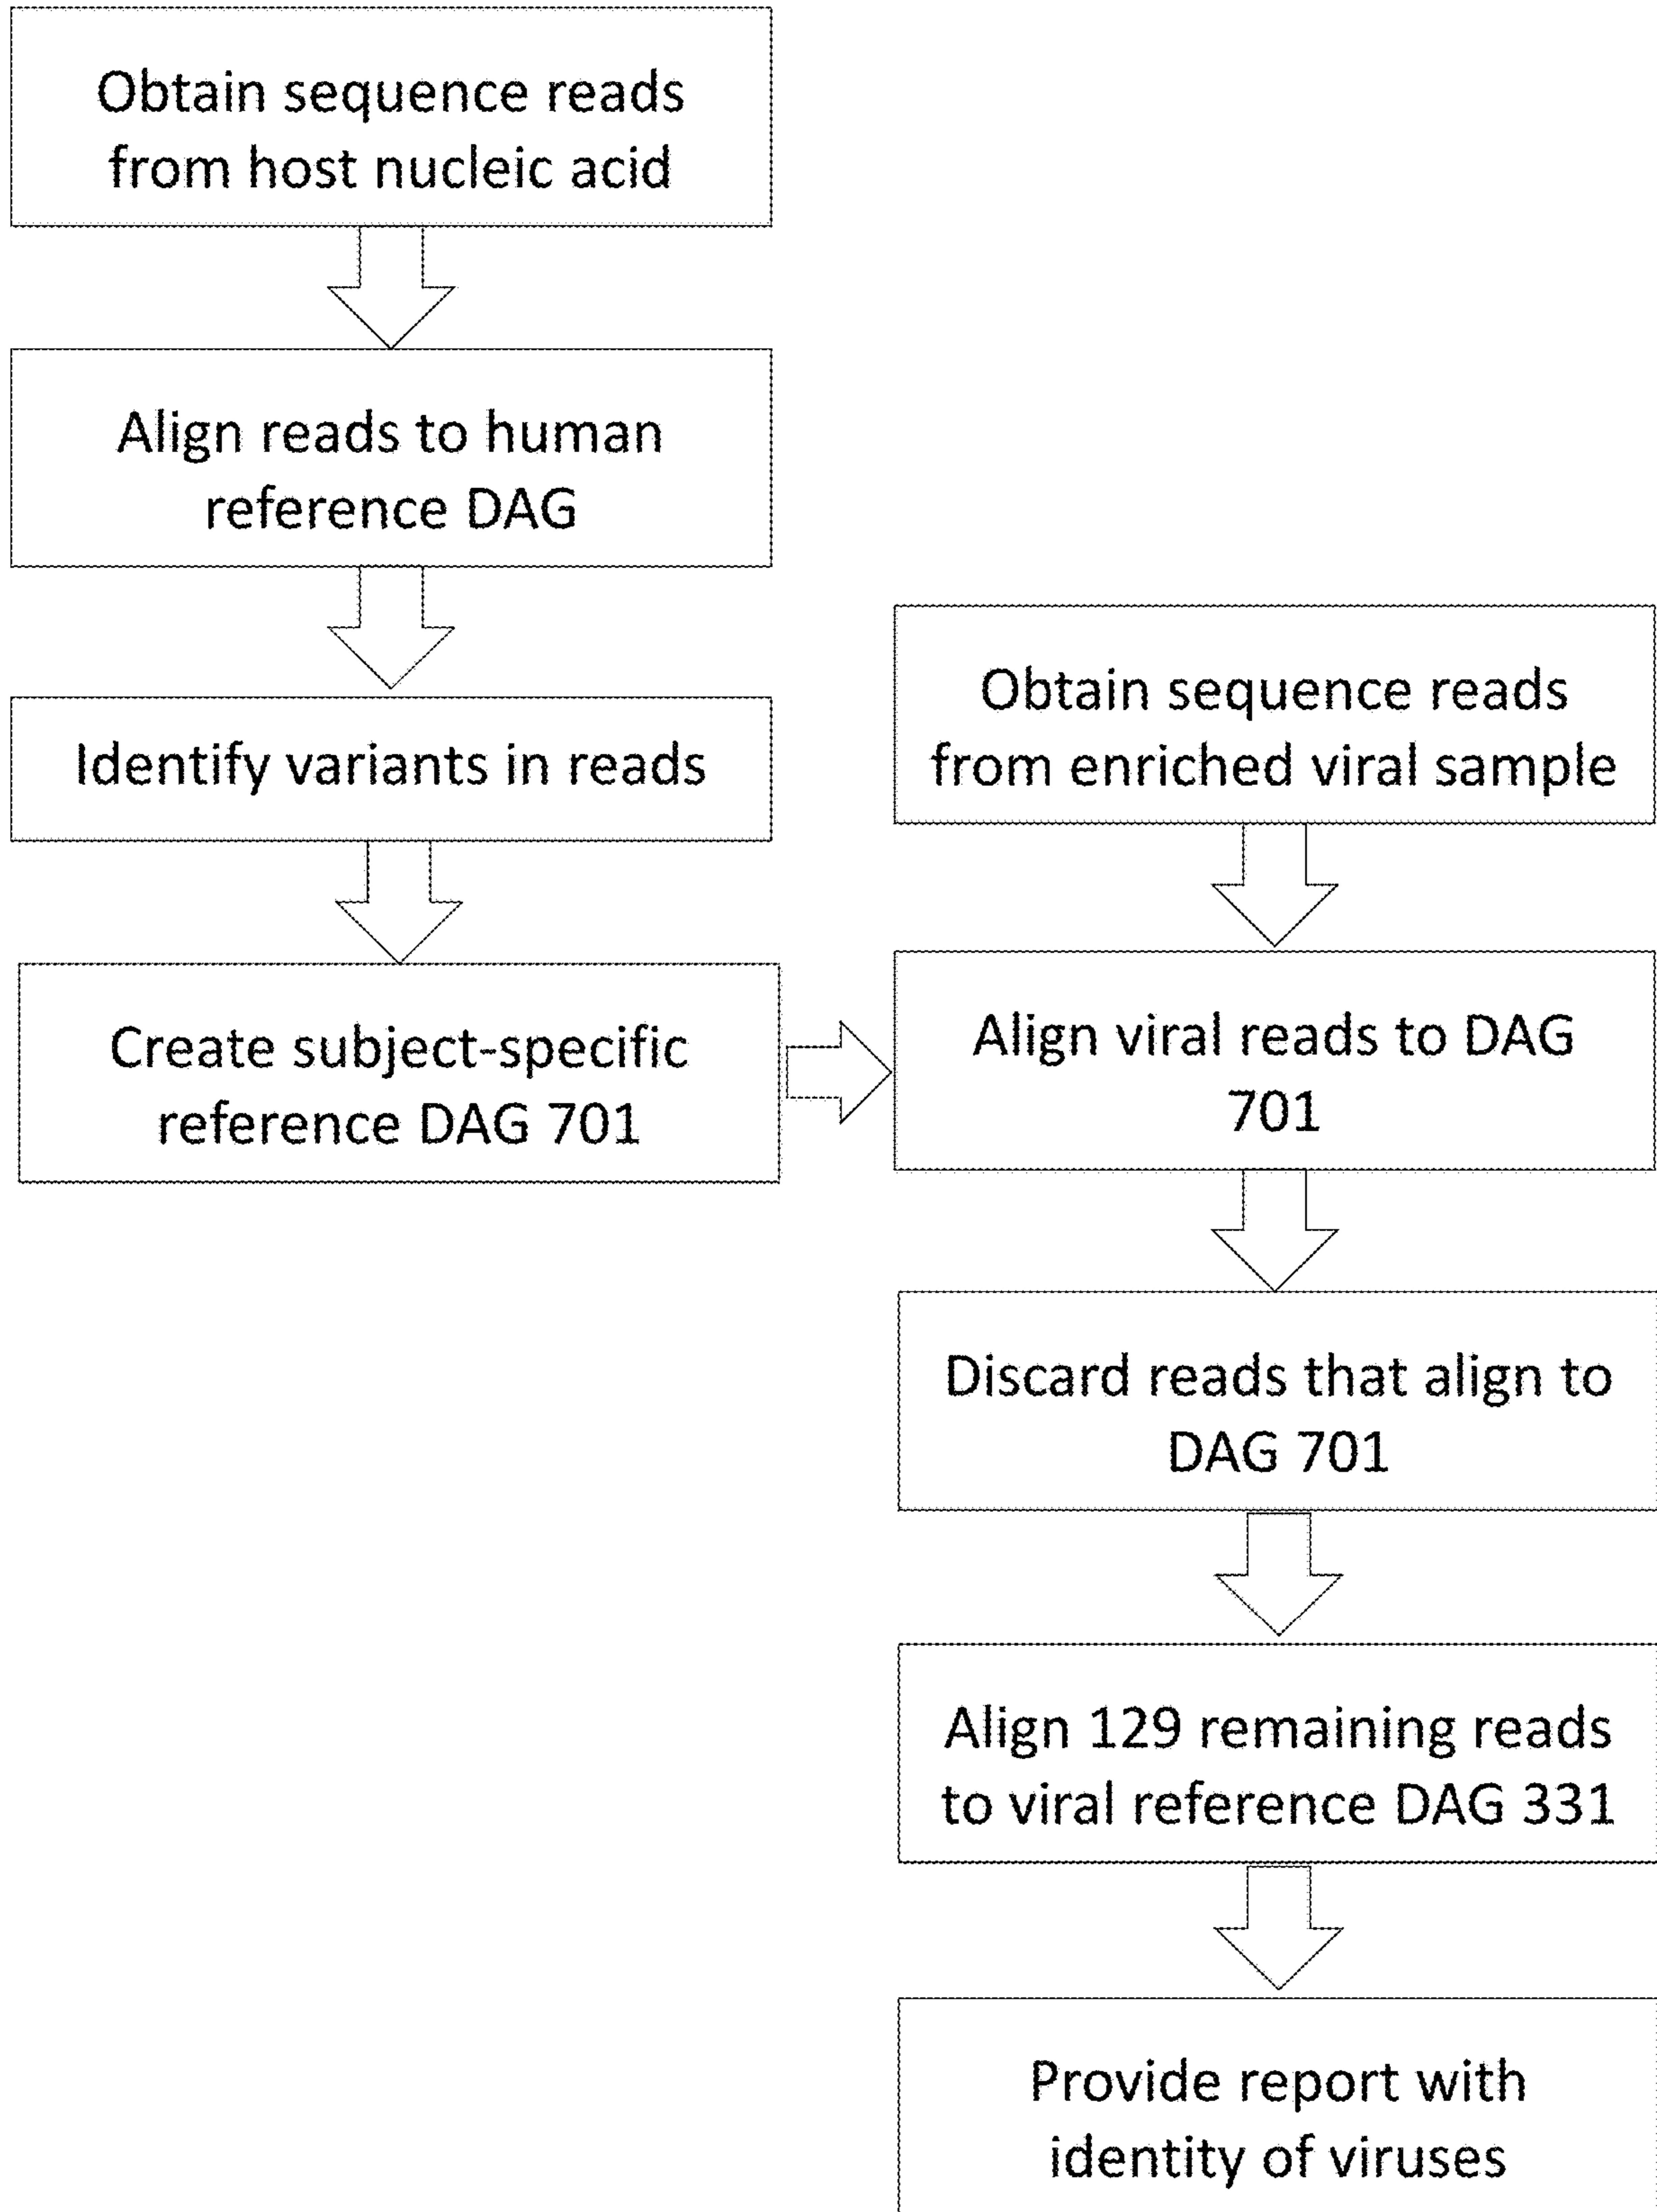 Obtain sequence reads
from host nucleic acid
Align reads to human
reference DAG
Identify variants in reads
Create subject-specific
reference DAG 701
Obtain sequence reads
from enriched viral sample
Align viral reads to DAG
701
Discard reads that align to
DAG 701
Align 129 remaining reads
to viral reference DAG 331
Provide report with
identity of viruses